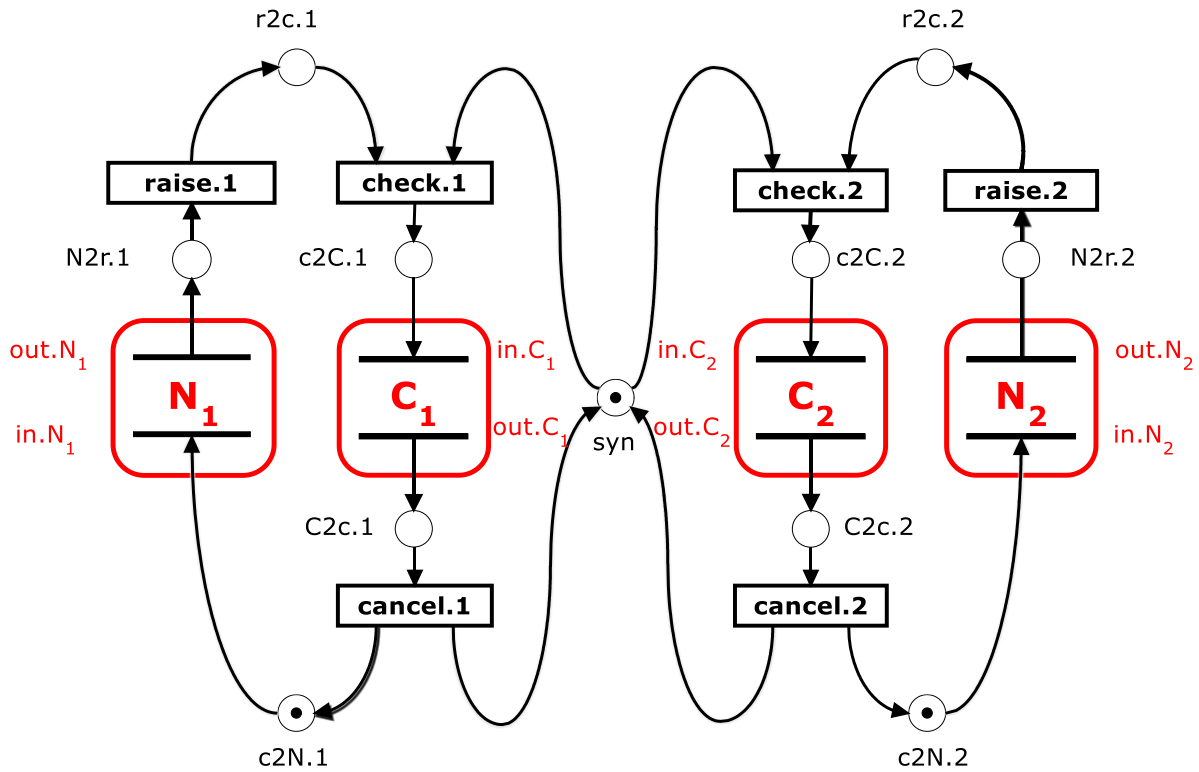 r2c.1
r2c.2
raise.1
check.1
check.2
raise.2
N2r.1
c2C.1
c2C.2
N2r.2
out.N1
in.C1
in.C2
out.N2
N1
C1
C2
N2
in.N1
out.C1
syn
out.C2
in.N2
C2c.1
C2c.2
cancel.1
cancel.2
c2N.1
c2N.2